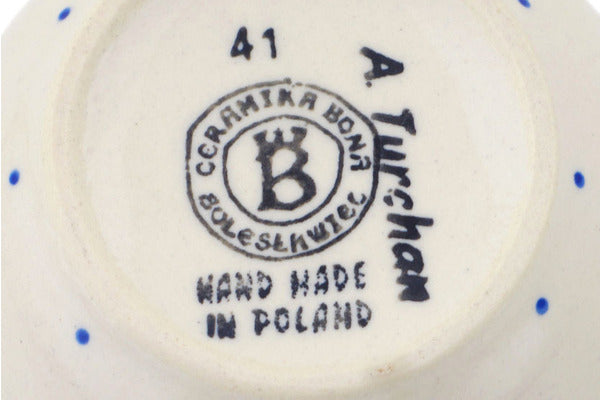 41
CERAMIKA BONA
B
BOLESŁAWIEC
HAND MADE
IN POLAND
A. Turchan